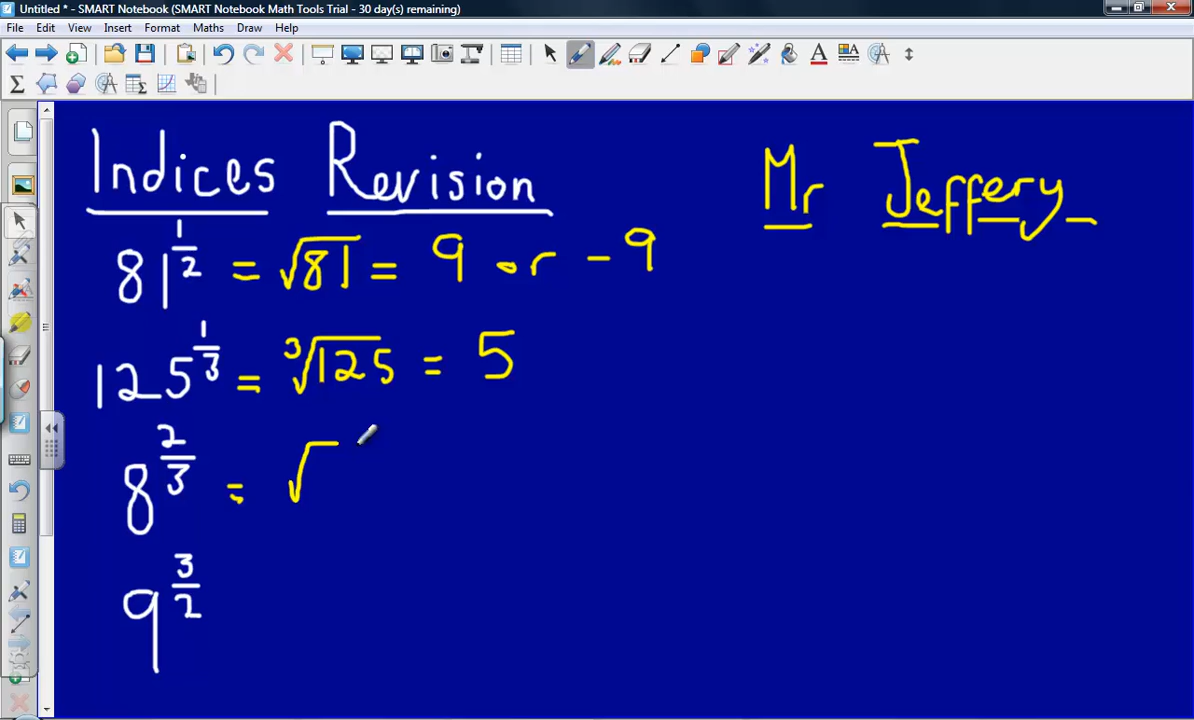 Untitled * - SMART Notebook (SMART Notebook Math Tools Trial - 30 day(s) remaining)
File Edit View Insert Format Maths Draw Help
Indices Revision
Mr Jeffery
81^(1/2) = √81 = 9 or - 9
125^(1/3) = ∛125 = 5
8^(2/3) = √
9^(3/2)